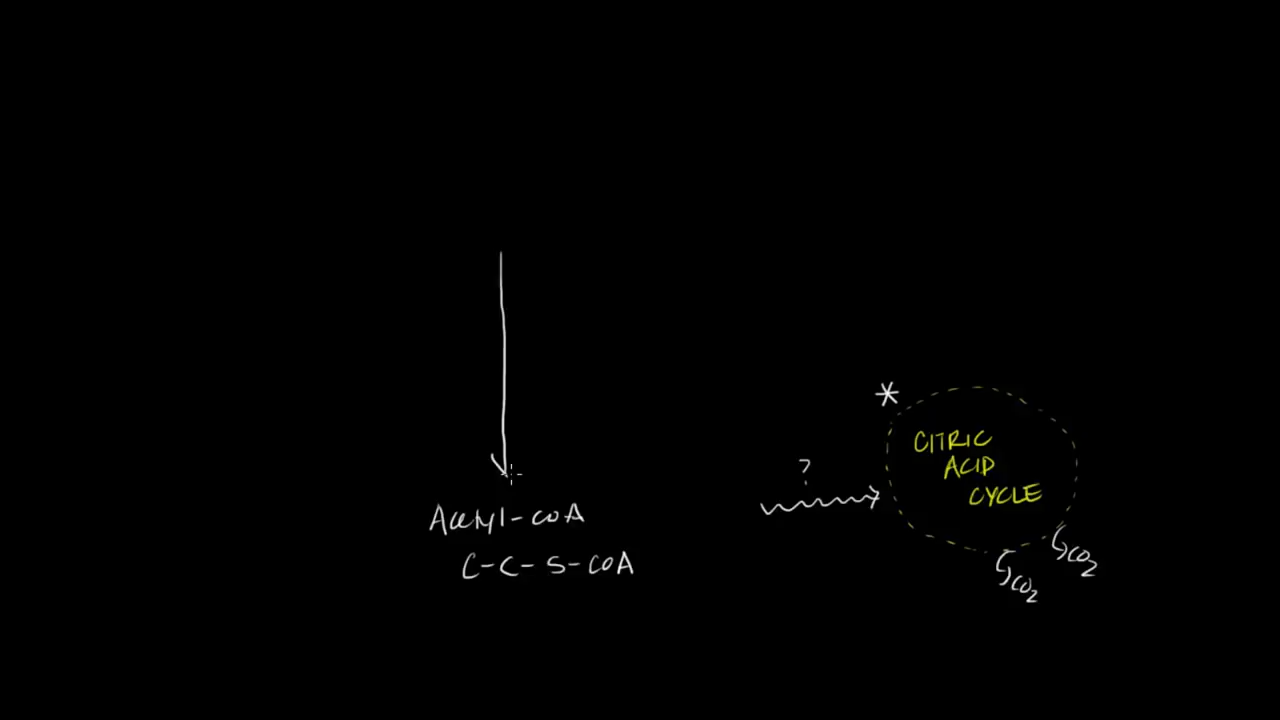 *
CITRIC
ACID
CYCLE
?
Acetyl-coA
C-C-S-COA
CO2
CO2